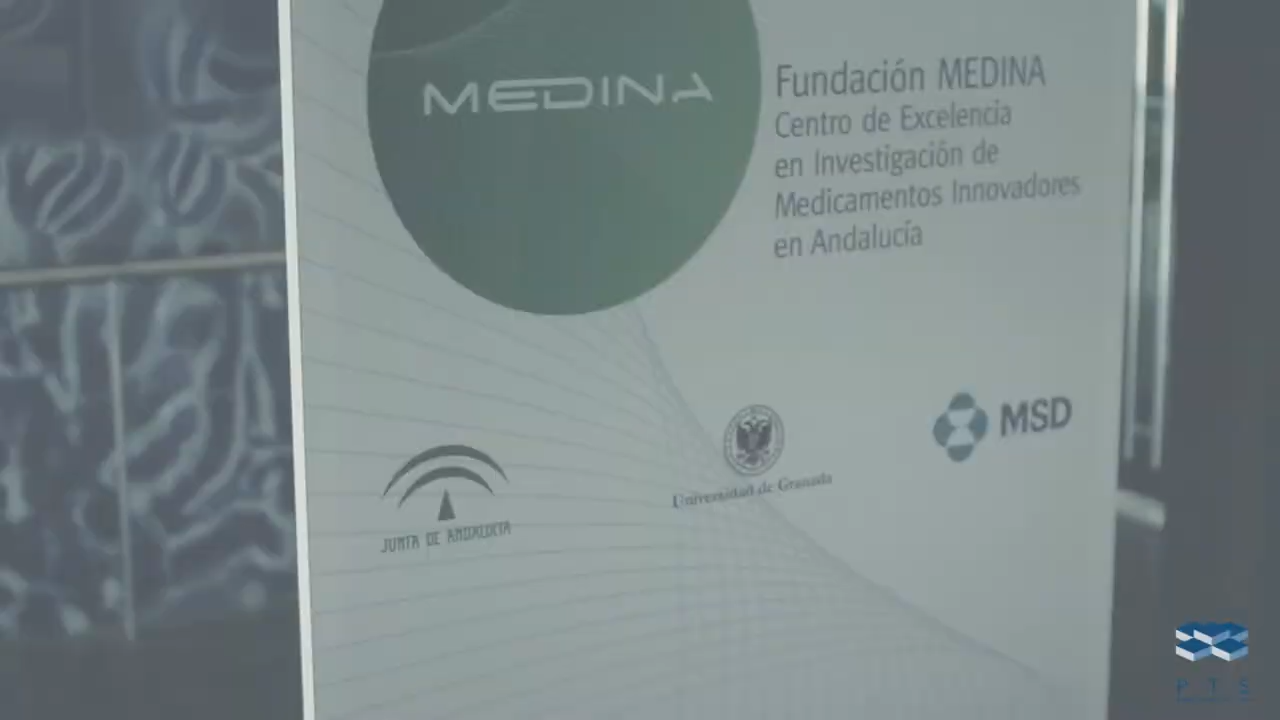 MEDINA
Fundación MEDINA
Centro de Excelencia
en Investigación de
Medicamentos Innovadores
en Andalucía
JUNTA DE ANDALUCIA
Universidad de Granada
MSD
PTS